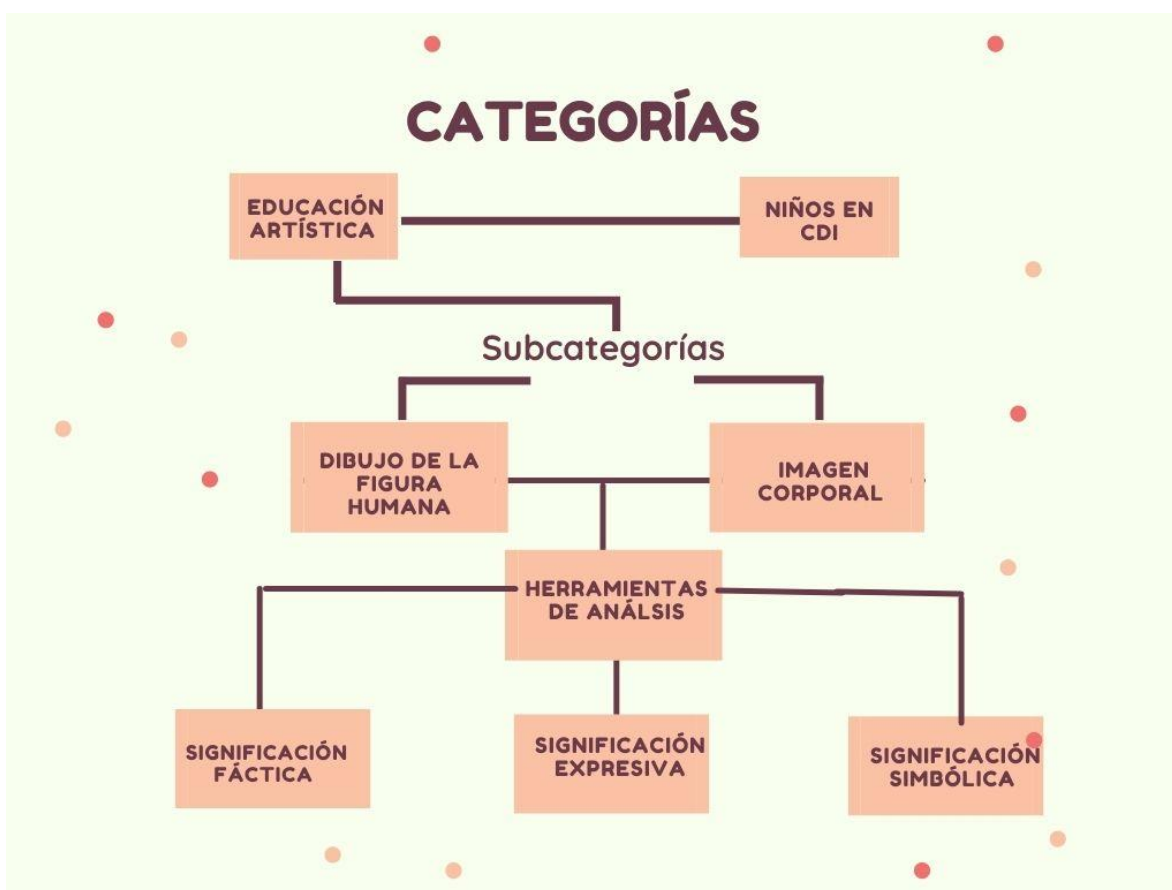 CATEGORÍAS
EDUCACIÓN
ARTÍSTICA
NIÑOS EN
CDI
Subcategorías
DIBUJO DE LA
FIGURA
HUMANA
IMAGEN
CORPORAL
HERRAMIENTAS
DE ANÁLSIS
SIGNIFICACIÓN
FÁCTICA
SIGNIFICACIÓN
EXPRESIVA
SIGNIFICACIÓN
SIMBÓLICA